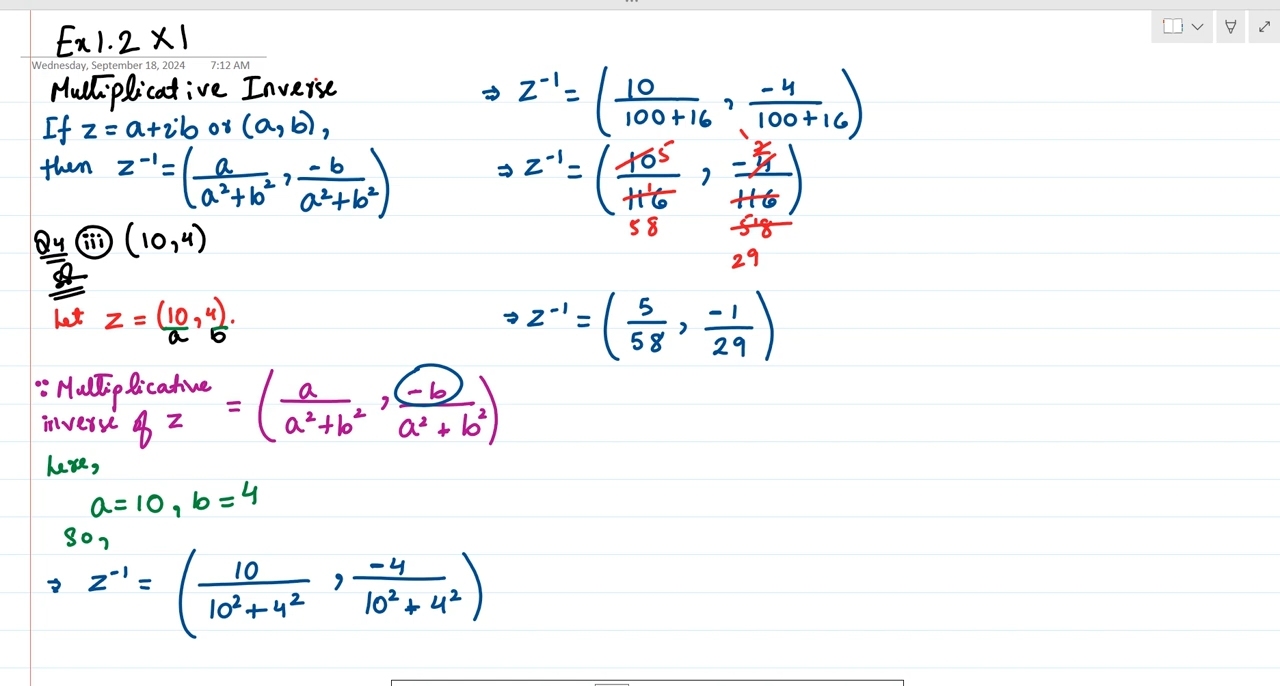 Ex 1.2 XI
Wednesday, September 18, 2024 7:12 AM
Multiplicative Inverse
If z = a+ib or (a, b),
then z⁻¹ = (a/(a²+b²), -b/(a²+b²))
Q4 (iii) (10, 4)
Let z = (10, 4).
a b
∵ Multiplicative inverse of z = (a/(a²+b²), -b/(a²+b²))
here,
a = 10, b = 4
So,
⇒ z⁻¹ = (10/(10²+4²), -4/(10²+4²))
⇒ z⁻¹ = (10/(100+16), -4/(100+16))
⇒ z⁻¹ = (10/116, -4/116)
5 1 2
58 58
29
⇒ z⁻¹ = (5/58, -1/29)